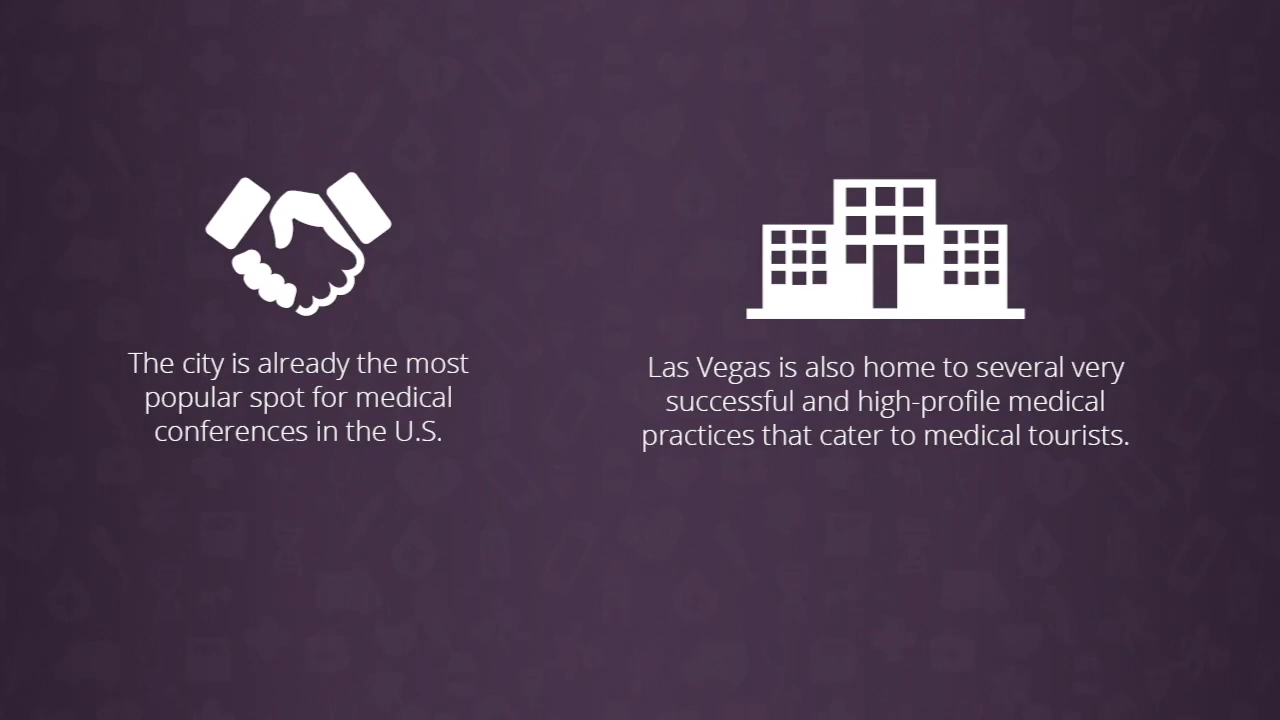 The city is already the most
popular spot for medical
conferences in the U.S.
Las Vegas is also home to several very
successful and high-profile medical
practices that cater to medical tourists.